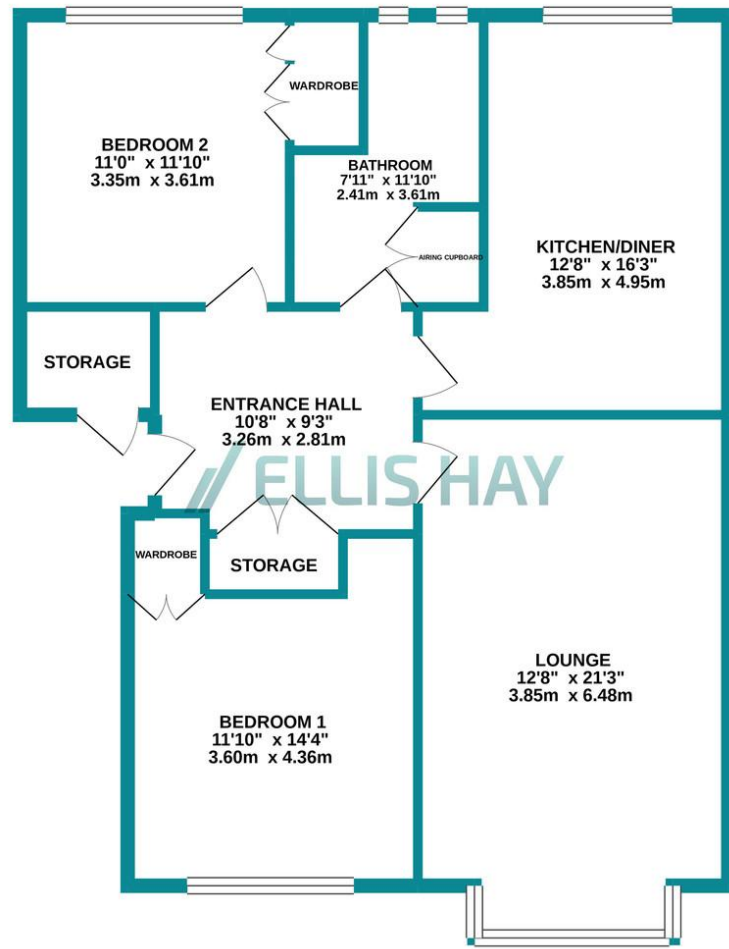 WARDROBE
BEDROOM 2
11'0" x 11'10"
3.35m x 3.61m
BATHROOM
7'11" x 11'10"
2.41m x 3.61m
KITCHEN/DINER
12'8" x 16'3"
3.85m x 4.95m
AIRING CUPBOARD
STORAGE
ENTRANCE HALL
10'8" x 9'3"
3.26m x 2.81m
ELLIS HAY
WARDROBE
STORAGE
LOUNGE
12'8" x 21'3"
3.85m x 6.48m
BEDROOM 1
11'10" x 14'4"
3.60m x 4.36m